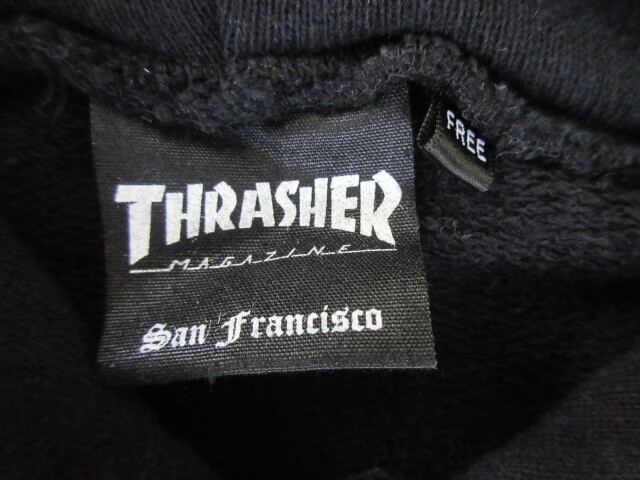 THRASHER
MAGAZINE
San Francisco
FREE